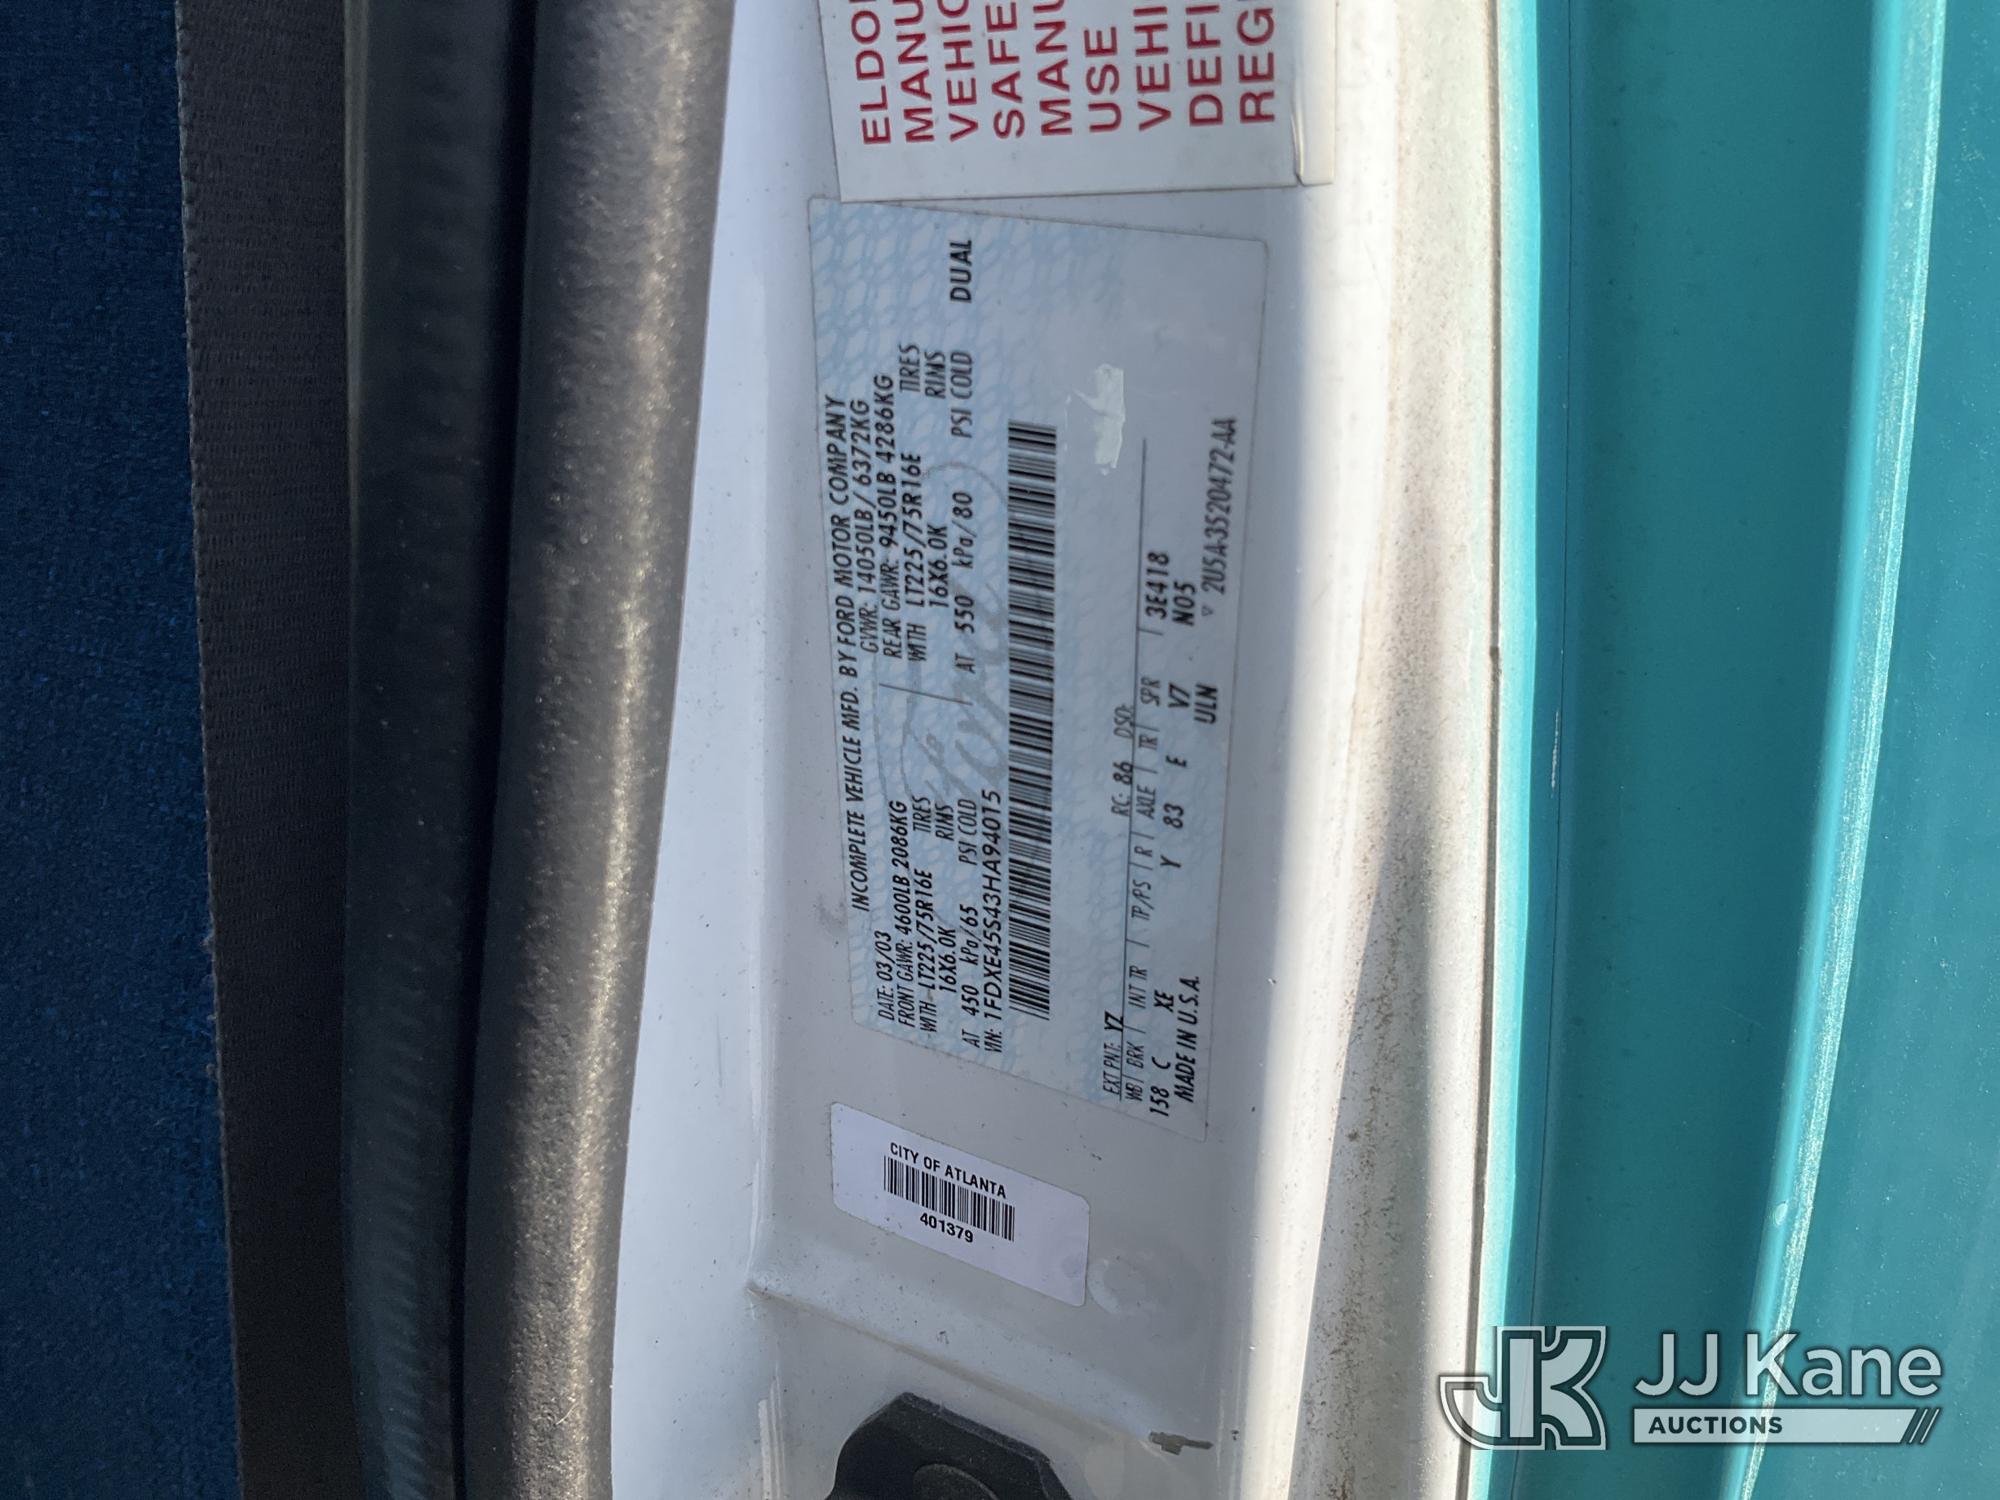 CITY OF ATLANTA
401379
INCOMPLETE VEHICLE MFD. BY FORD MOTOR COMPANY
DATE: 03/03 GVWR: 14050LB/ 6372KG
FRONT GAWR: 4600LB 2086KG REAR GAWR: 9450LB 4286KG
WITH LT225/75R16E TIRES WITH LT225/75R16E TIRES
16X6.0K RIMS 16X6.0K RIMS
AT 450 kPa/65 PSI COLD AT 550 kPa/80 PSI COLD DUAL
VIN: 1FDXE45S43HA94015
EXT PNT: YZ RC: 86 DSO:
WB | BRK | INT TR | TP/PS | R | AXLE | TR | SPR | 3E418
158 C XE Y 83 E V7 N05
MADE IN U.S.A. ULN ▽ 2U5A-3520472-AA
ELDO
MANU
VEHIC
SAFE
MANU
USE
VEHI
DEFI
REG
JK JJ Kane
AUCTIONS